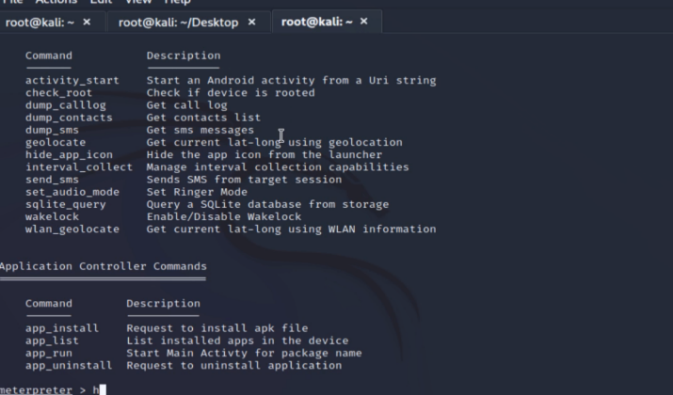 File Actions Edit View Help
root@kali: ~ × root@kali: ~/Desktop × root@kali: ~ ×
Command Description
activity_start Start an Android activity from a Uri string
check_root Check if device is rooted
dump_calllog Get call log
dump_contacts Get contacts list
dump_sms Get sms messages
geolocate Get current lat-long using geolocation
hide_app_icon Hide the app icon from the launcher
interval_collect Manage interval collection capabilities
send_sms Sends SMS from target session
set_audio_mode Set Ringer Mode
sqlite_query Query a SQLite database from storage
wakelock Enable/Disable Wakelock
wlan_geolocate Get current lat-long using WLAN information
Application Controller Commands
Command Description
app_install Request to install apk file
app_list List installed apps in the device
app_run Start Main Activty for package name
app_uninstall Request to uninstall application
meterpreter > h